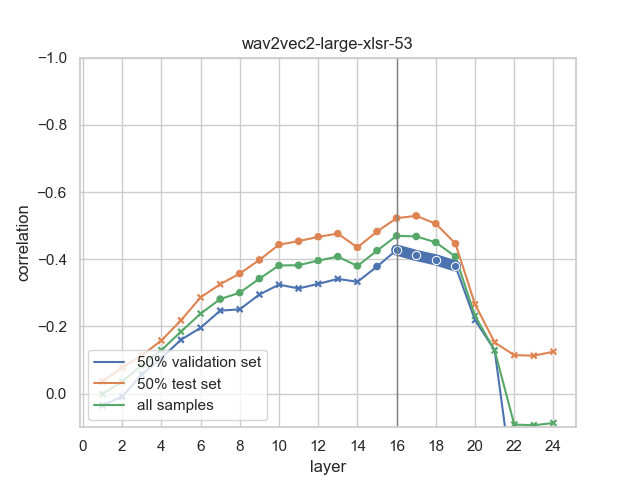 wav2vec2-large-xlsr-53
−1.0
−0.8
−0.6
−0.4
−0.2
0.0
correlation
50% validation set
50% test set
all samples
0 2 4 6 8 10 12 14 16 18 20 22 24
layer